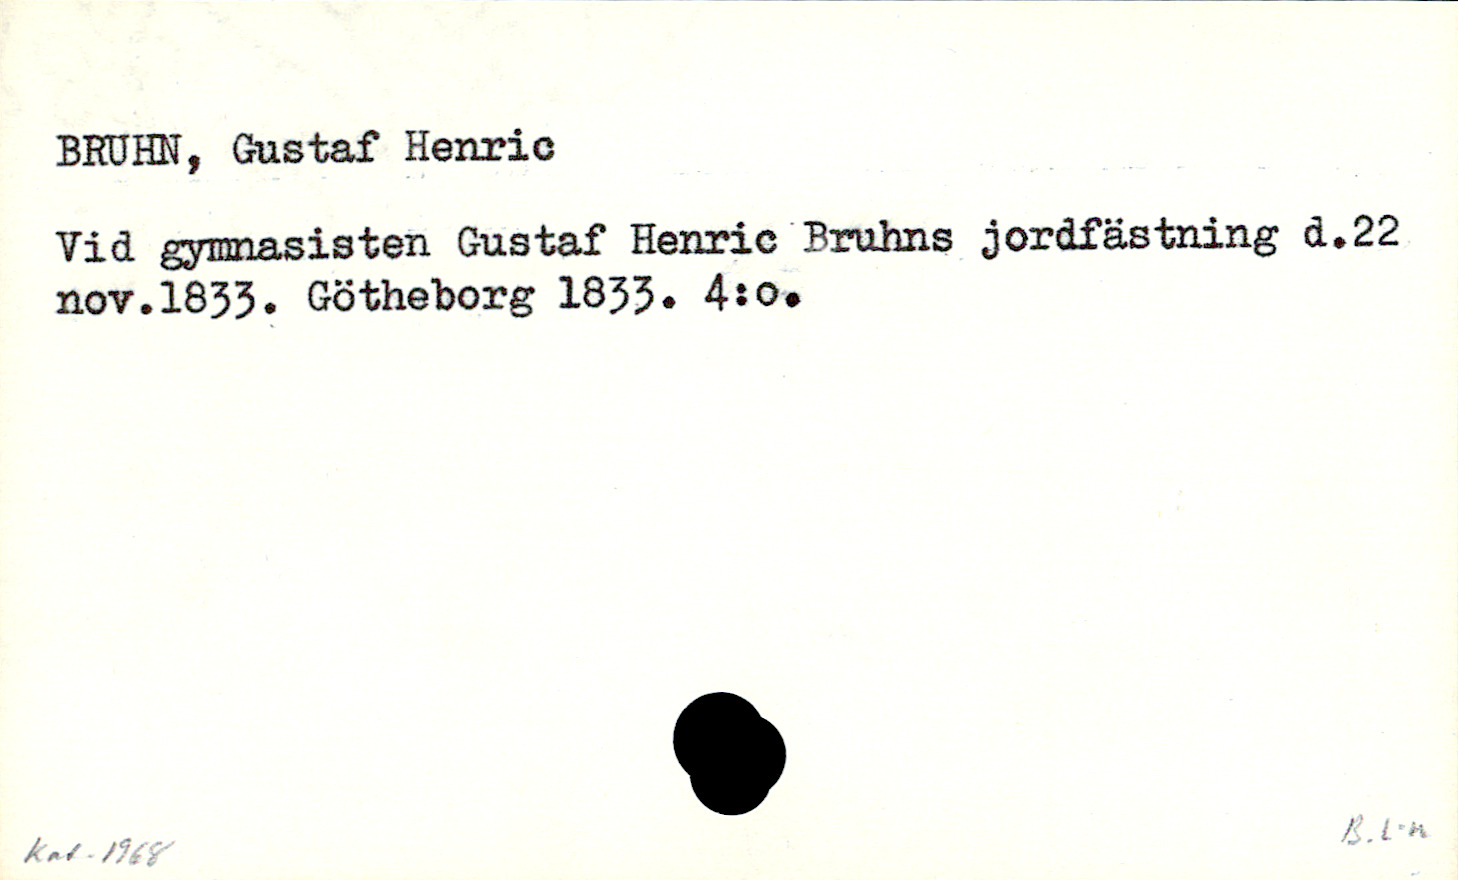 BRUHN, Gustaf Henric
Vid gymnasisten Gustaf Henric Bruhns jordfästning d.22
nov.1833. Götheborg 1833. 4:o.
Kat. 1968
B. L-n